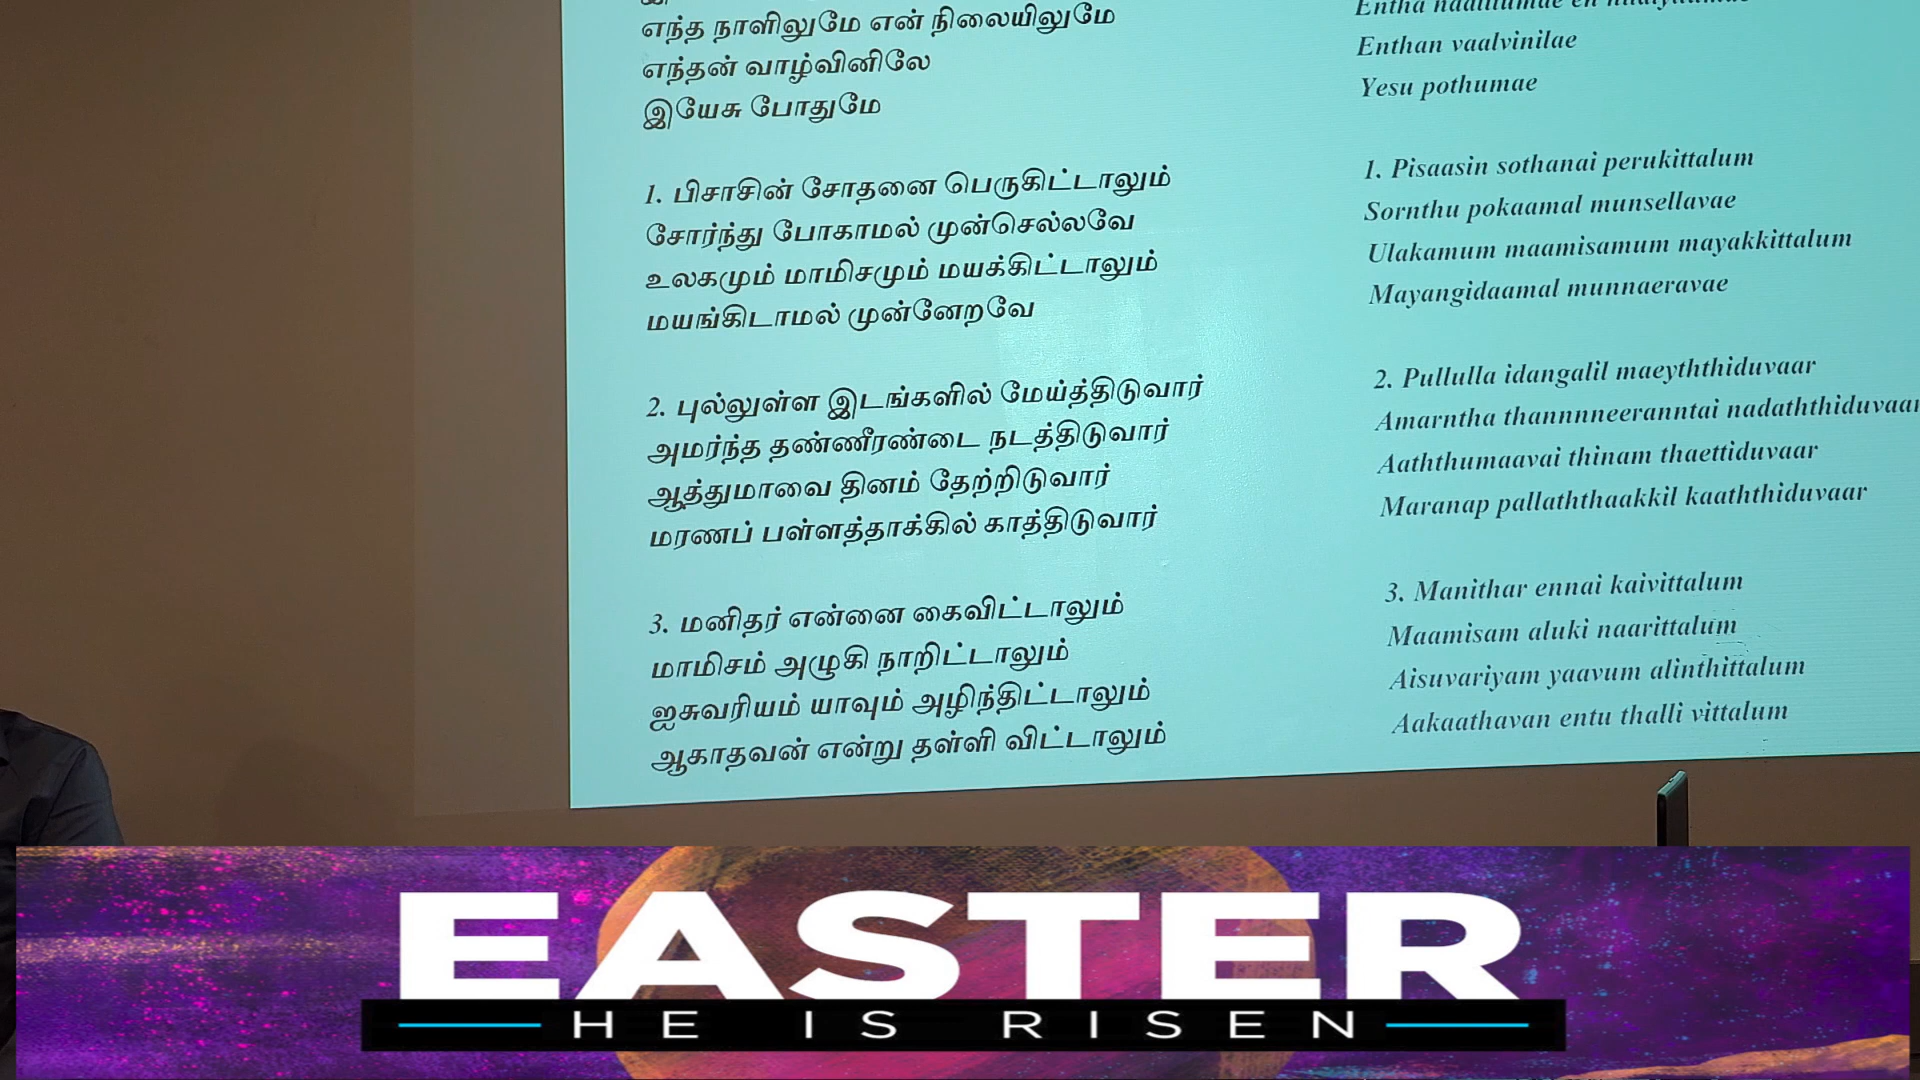 எந்த நாளிலுமே என் நிலையிலுமே
எந்தன் வாழ்வினிலே
இயேசு போதுமே
1. பிசாசின் சோதனை பெருகிட்டாலும்
சோர்ந்து போகாமல் முன்செல்லவே
உலகமும் மாமிசமும் மயக்கிட்டாலும்
மயங்கிடாமல் முன்னேறவே
2. புல்லுள்ள இடங்களில் மேய்த்திடுவார்
அமர்ந்த தண்ணீரண்டை நடத்திடுவார்
ஆத்துமாவை தினம் தேற்றிடுவார்
மரணப் பள்ளத்தாக்கில் காத்திடுவார்
3. மனிதர் என்னை கைவிட்டாலும்
மாமிசம் அழுகி நாறிட்டாலும்
ஐசுவரியம் யாவும் அழிந்திட்டாலும்
ஆகாதவன் என்று தள்ளி விட்டாலும்
Entha
Enthan vaalvinilae
Yesu pothumae
1. Pisaasin sothanai perukittalum
Sornthu pokaamal munsellavae
Ulakamum maamisamum mayakkittalum
Mayangidaamal munnaeravae
2. Pullulla idangalil maeyththiduvaar
Amarntha thannnneeranntai nadaththiduvaar
Aaththumaavai thinam thaettiduvaar
Maranap pallaththaakkil kaaththiduvaar
3. Manithar ennai kaivittalum
Maamisam aluki naarittalum
Aisuvariyam yaavum alinthittalum
Aakaathavan entu thalli vittalum
EASTER
HE IS RISEN